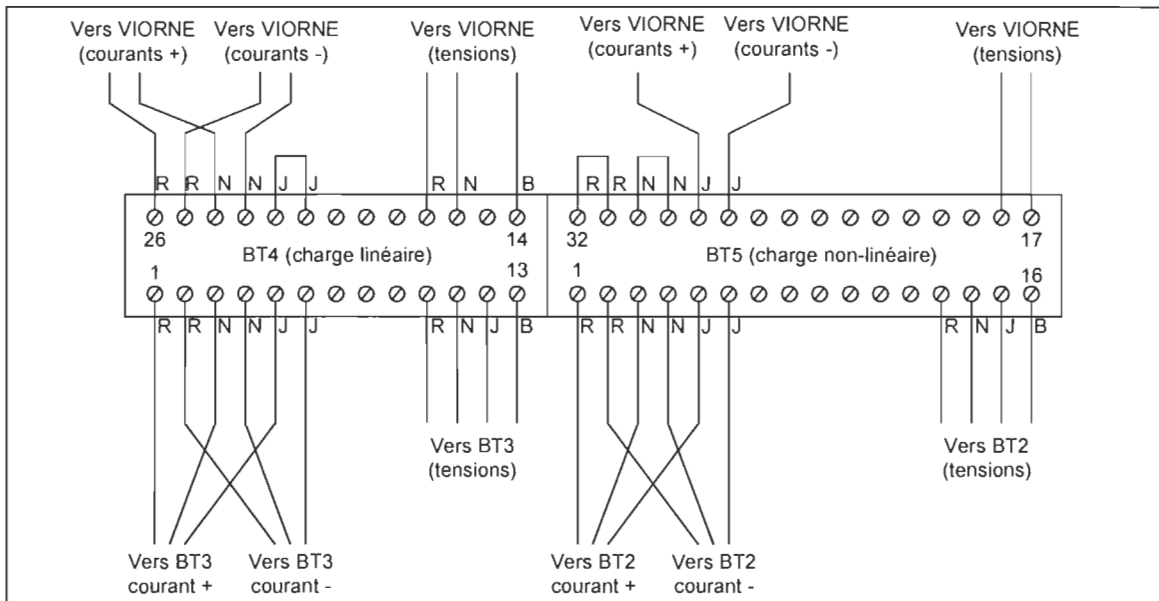 Vers VIORNE
(courants +)
Vers VIORNE
(courants -)
Vers VIORNE
(tensions)
Vers VIORNE
(courants +)
Vers VIORNE
(courants -)
Vers VIORNE
(tensions)
R R N N J J R N B
R R N N J J
26 14 32 17
BT4 (charge linéaire)
BT5 (charge non-linéaire)
1 13 1 16
R R N N J J R N J B
R R N N J J R N J B
Vers BT3
(tensions)
Vers BT2
(tensions)
Vers BT3
courant +
Vers BT3
courant -
Vers BT2
courant +
Vers BT2
courant -